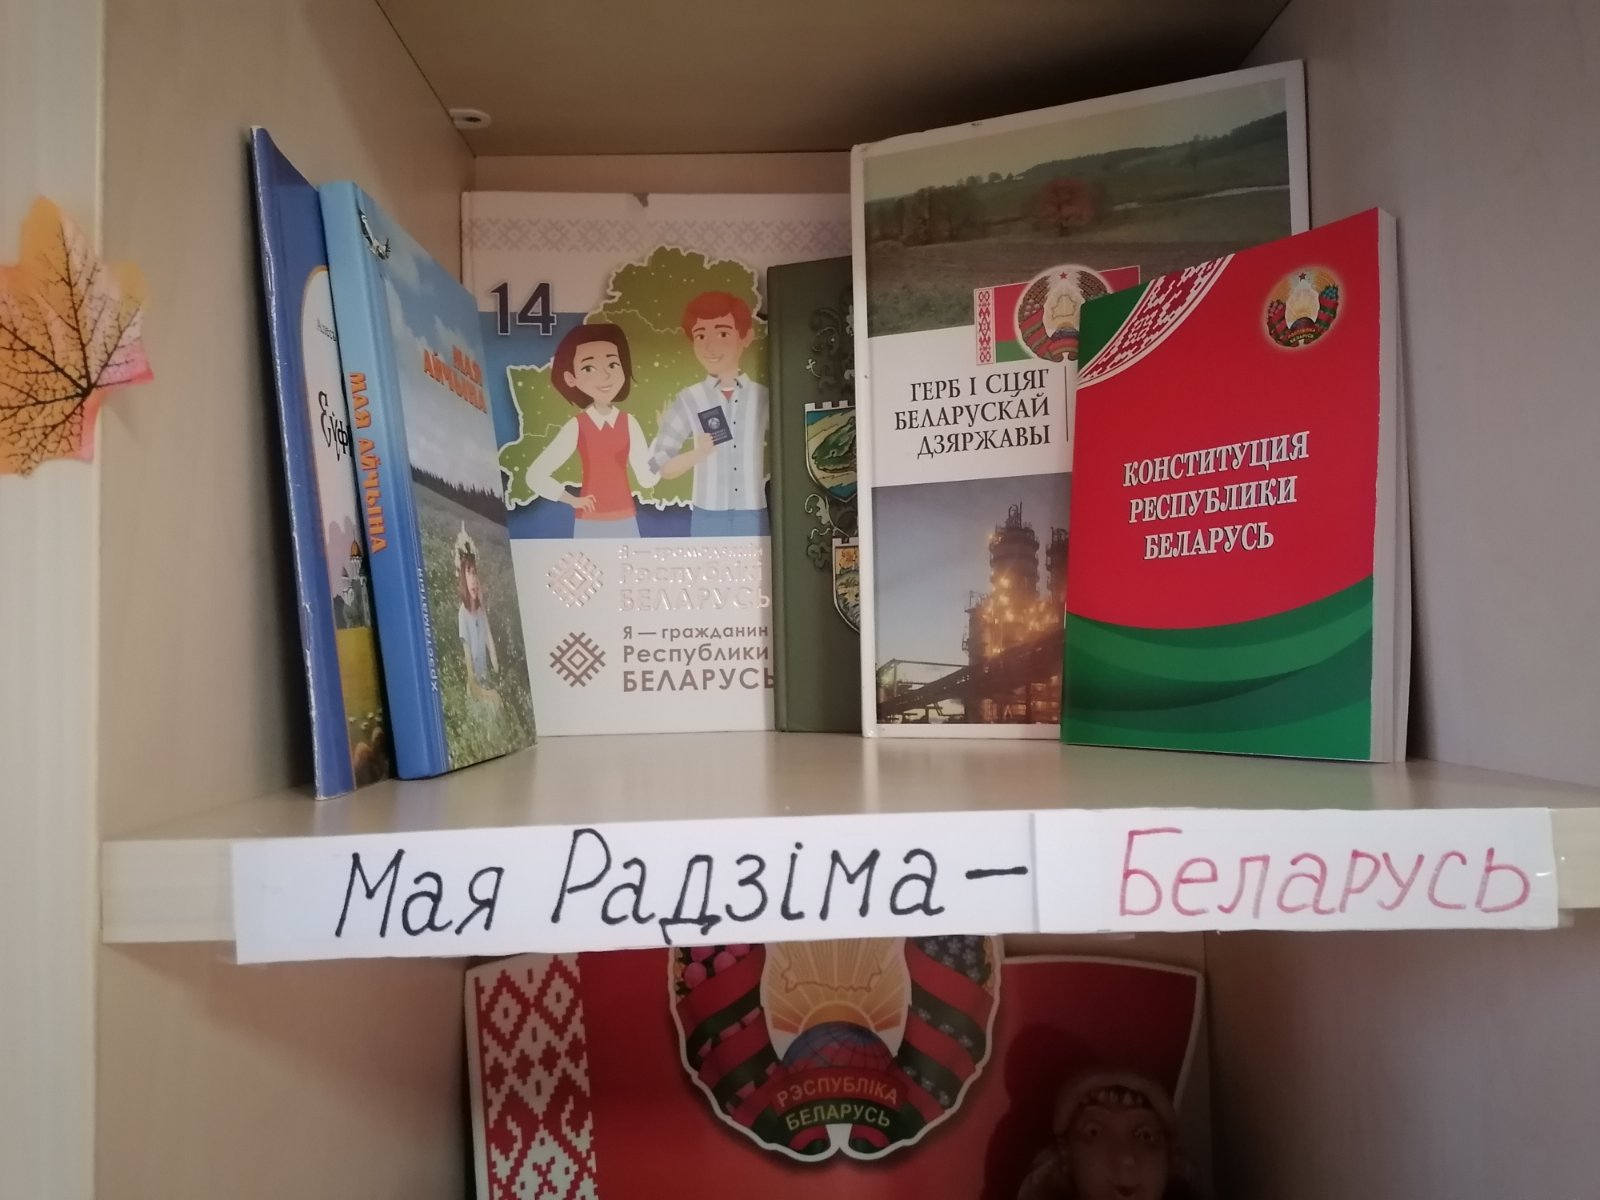 МАЯ АЙЧЫНА
МАЯ
АЙЧЫНА
хрэстаматыя
14
Я — грамадзянін
Рэспублікі
БЕЛАРУСЬ
Я — гражданин
Республики
БЕЛАРУСЬ
ГЕРБ І СЦЯГ
БЕЛАРУСКАЙ
ДЗЯРЖАВЫ
КОНСТИТУЦИЯ
РЕСПУБЛИКИ
БЕЛАРУСЬ
Мая Радзіма – Беларусь
РЭСПУБЛІКА
БЕЛАРУСЬ